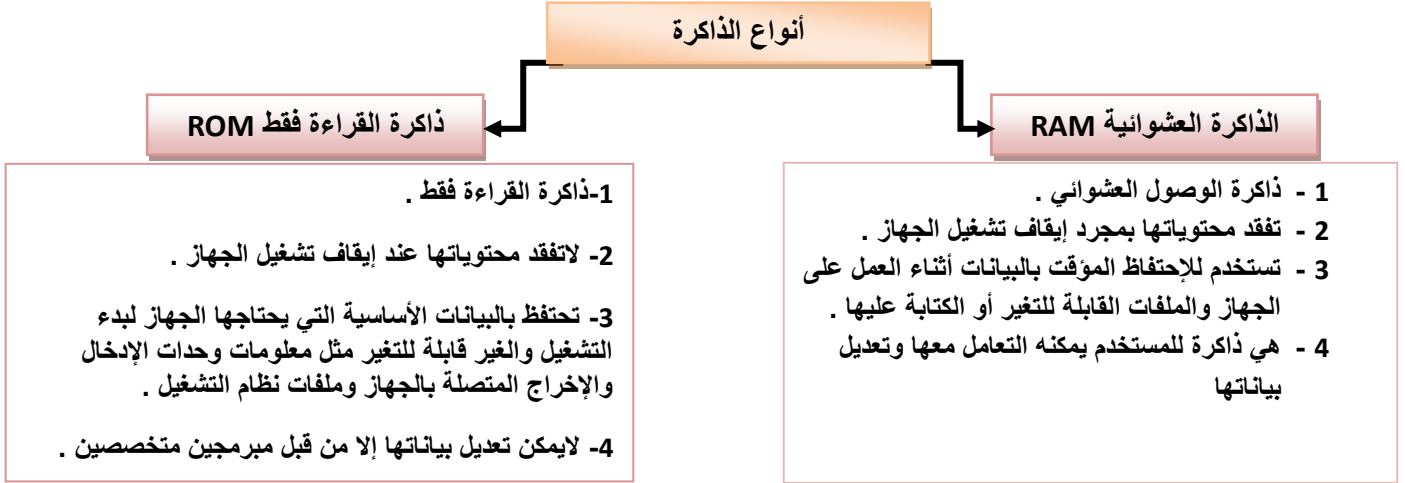 أنواع الذاكرة
الذاكرة العشوائية RAM
1 - ذاكرة الوصول العشوائي .
2 - تفقد محتوياتها بمجرد إيقاف تشغيل الجهاز .
3 - تستخدم للإحتفاظ المؤقت بالبيانات أثناء العمل على
الجهاز والملفات القابلة للتغير أو الكتابة عليها .
4 - هي ذاكرة للمستخدم يمكنه التعامل معها وتعديل
بياناتها
ذاكرة القراءة فقط ROM
1-ذاكرة القراءة فقط .
2- لاتفقد محتوياتها عند إيقاف تشغيل الجهاز .
3- تحتفظ بالبيانات الأساسية التي يحتاجها الجهاز لبدء
التشغيل والغير قابلة للتغير مثل معلومات وحدات الإدخال
والإخراج المتصلة بالجهاز وملفات نظام التشغيل .
4- لايمكن تعديل بياناتها إلا من قبل مبرمجين متخصصين .